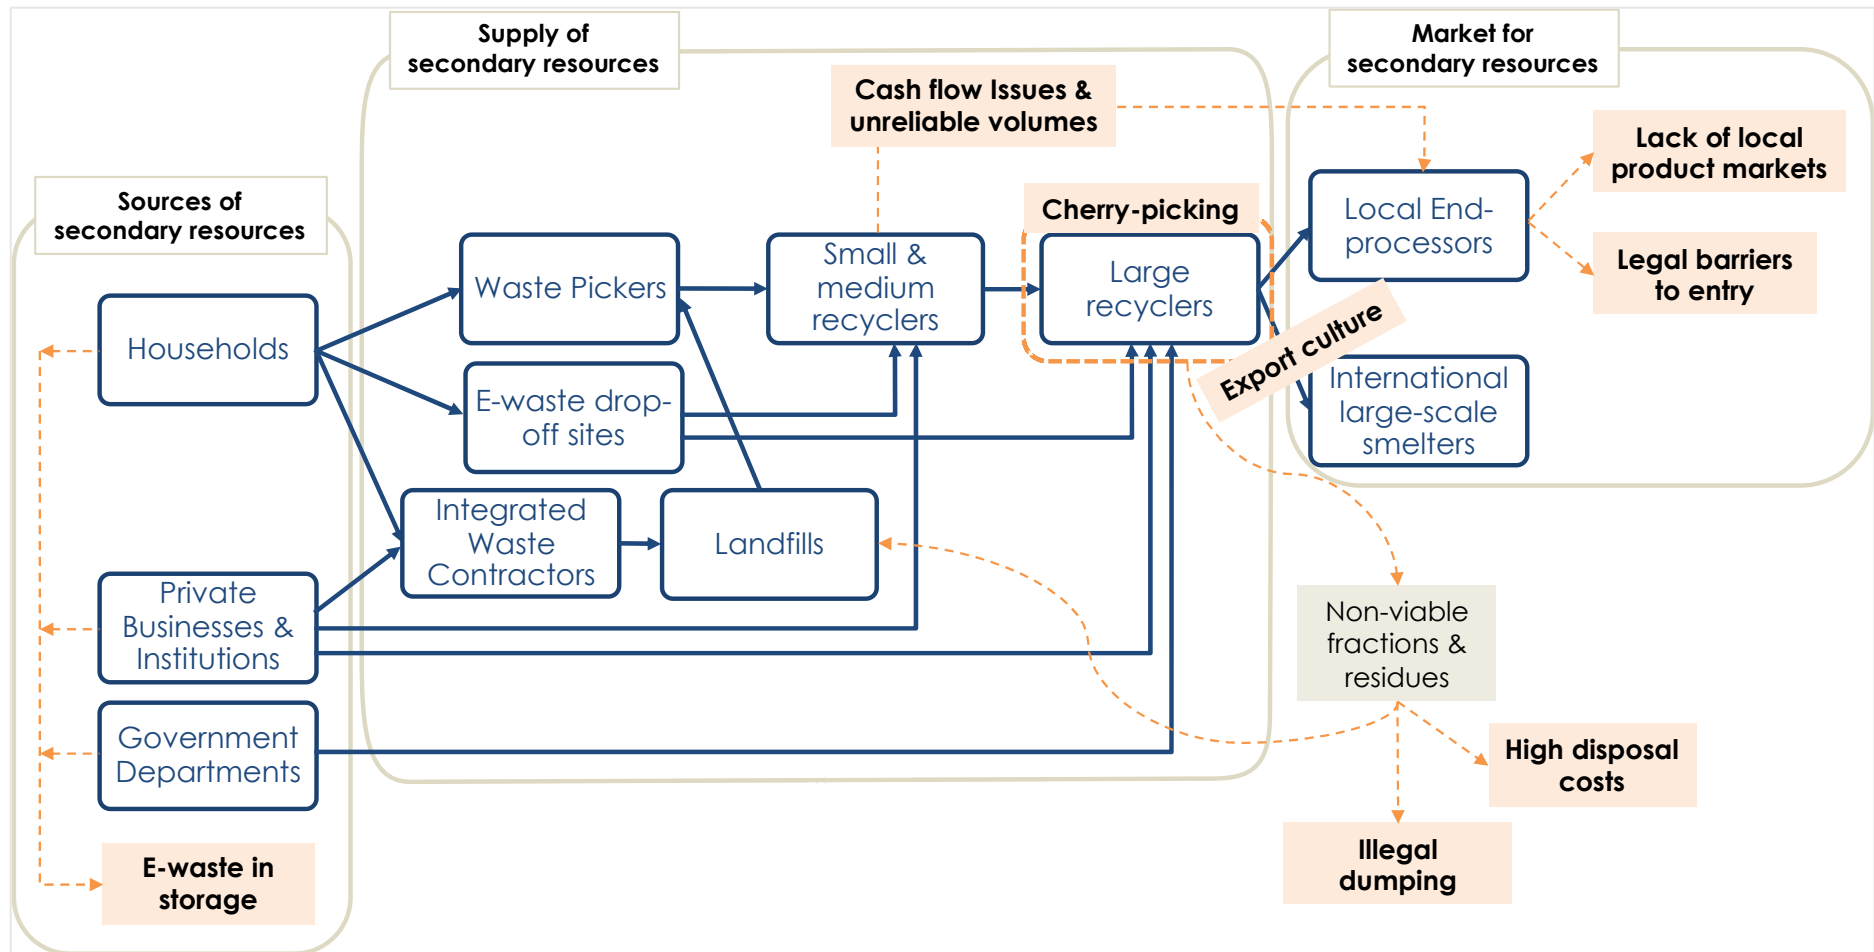 Supply of
secondary resources
Market for
secondary resources
Cash flow Issues &
unreliable volumes
Lack of local
product markets
Sources of
secondary resources
Cherry-picking
Local End-
processors
Waste Pickers
Small &
medium
recyclers
Large
recyclers
Legal barriers
to entry
Households
Export culture
E-waste drop-
off sites
International
large-scale
smelters
Integrated
Waste
Contractors
Landfills
Private
Businesses &
Institutions
Non-viable
fractions &
residues
Government
Departments
High disposal
costs
E-waste in
storage
Illegal
dumping